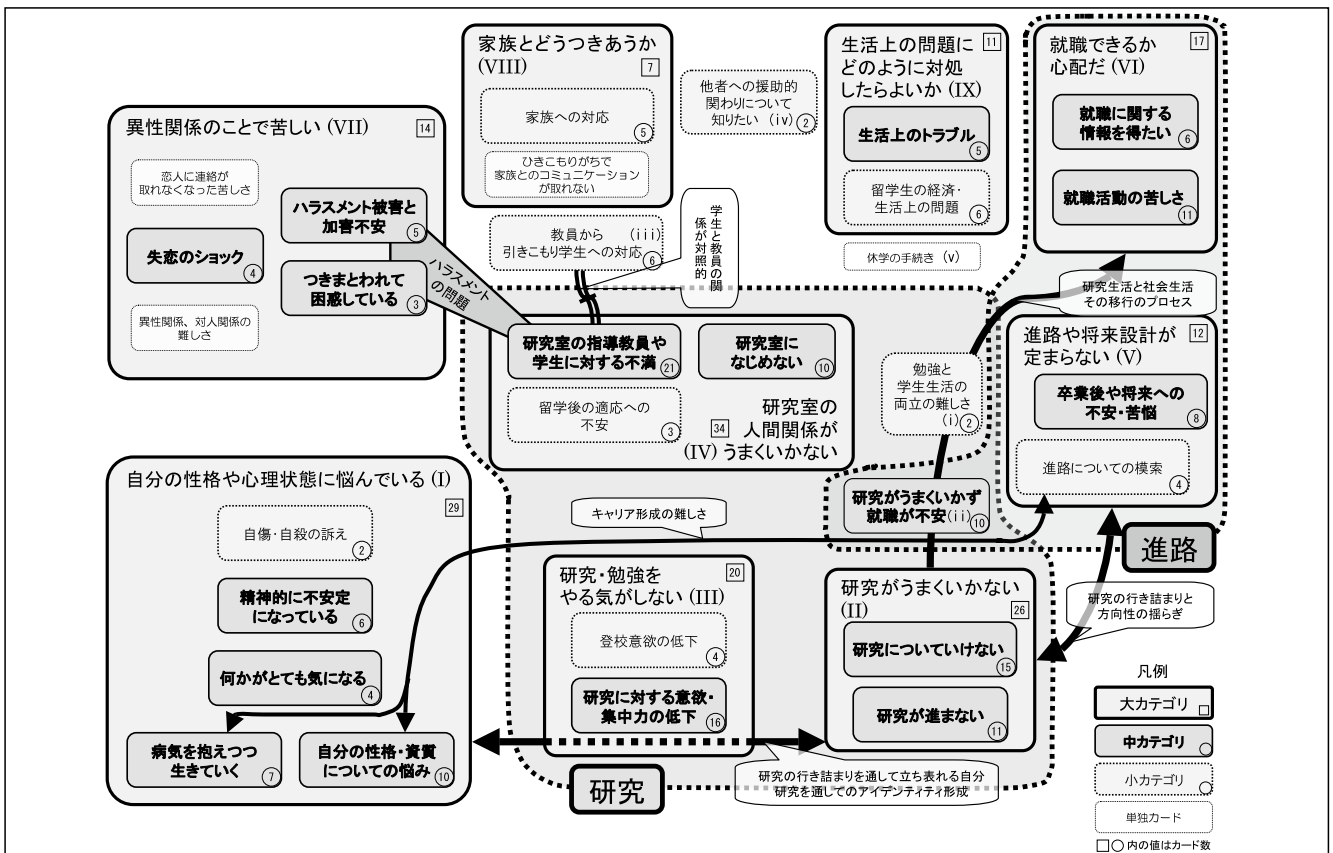 家族とどうつきあうか
(VIII)
7
家族への対応
5
ひきこもりがちで
家族とのコミュニケーション
が取れない
他者への援助的
関わりについて
知りたい (iv)
2
生活上の問題に
どのように対処
したらよいか (IX)
11
生活上のトラブル
5
留学生の経済・
生活上の問題
6
休学の手続き (v)
就職できるか
心配だ (VI)
17
就職に関する
情報を得たい
6
就職活動の苦しさ
11
異性関係のことで苦しい (VII)
14
恋人に連絡が
取れなくなった苦しさ
ハラスメント被害と
加害不安
5
失恋のショック
4
つきまとわれて
困惑している
3
異性関係、対人関係の
難しさ
ハラスメント
の問題
教員から (iii)
引きこもり学生への対応
6
学生と教員の関
係が対照的
研究生活と社会生活
その移行のプロセス
研究室の指導教員や
学生に対する不満
21
研究室に
なじめない
10
留学後の適応への
不安
3
34
研究室の
人間関係が
(IV) うまくいかない
勉強と
学生生活の
両立の難しさ
(i)
2
進路や将来設計が
定まらない (V)
12
卒業後や将来への
不安・苦悩
8
進路についての模索
4
自分の性格や心理状態に悩んでいる (I)
29
自傷・自殺の訴え
2
精神的に不安定
になっている
6
何かがとても気になる
4
病気を抱えつつ
生きていく
7
自分の性格・資質
についての悩み
10
キャリア形成の難しさ
研究がうまくいかず
就職が不安(ii)
10
進路
研究・勉強を
やる気がしない (III)
20
登校意欲の低下
4
研究に対する意欲・
集中力の低下
16
研究がうまくいかない
(II)
26
研究についていけない
15
研究が進まない
11
研究の行き詰まりと
方向性の揺らぎ
研究
研究の行き詰まりを通して立ち表れる自分
研究を通してのアイデンティティ形成
凡例
大カテゴリ
中カテゴリ
小カテゴリ
単独カード
□○内の値はカード数